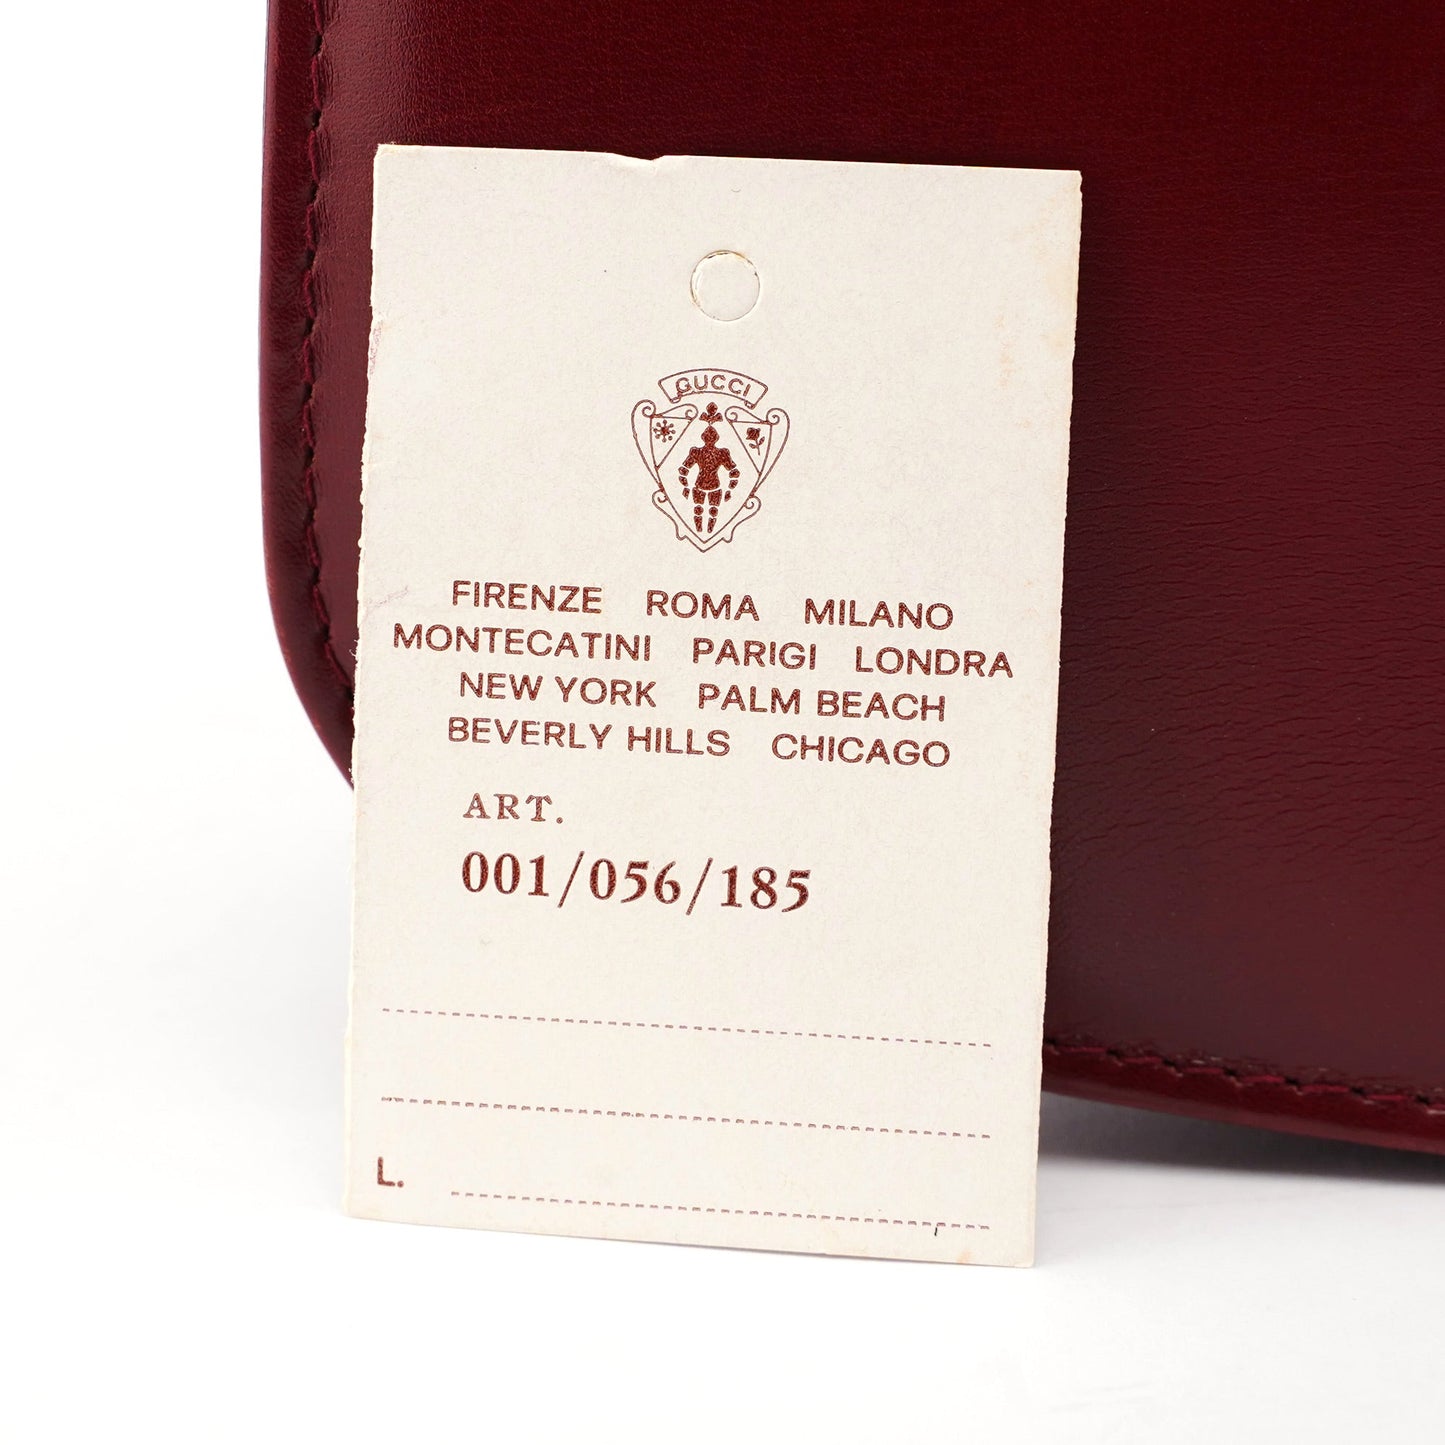 GUCCI
FIRENZE ROMA MILANO
MONTECATINI PARIGI LONDRA
NEW YORK PALM BEACH
BEVERLY HILLS CHICAGO
ART.
001/056/185
L.